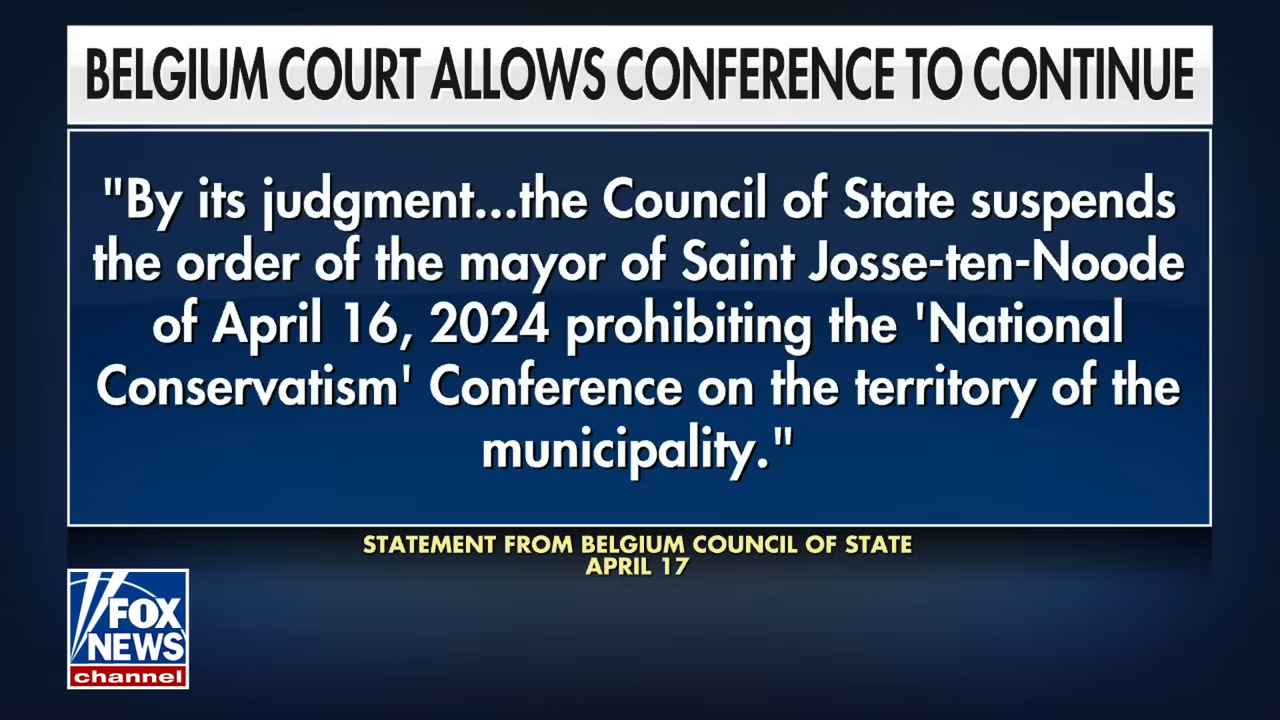 BELGIUM COURT ALLOWS CONFERENCE TO CONTINUE
"By its judgment...the Council of State suspends
the order of the mayor of Saint Josse-ten-Noode
of April 16, 2024 prohibiting the 'National
Conservatism' Conference on the territory of the
municipality."
STATEMENT FROM BELGIUM COUNCIL OF STATE
APRIL 17
FOX
NEWS
channel